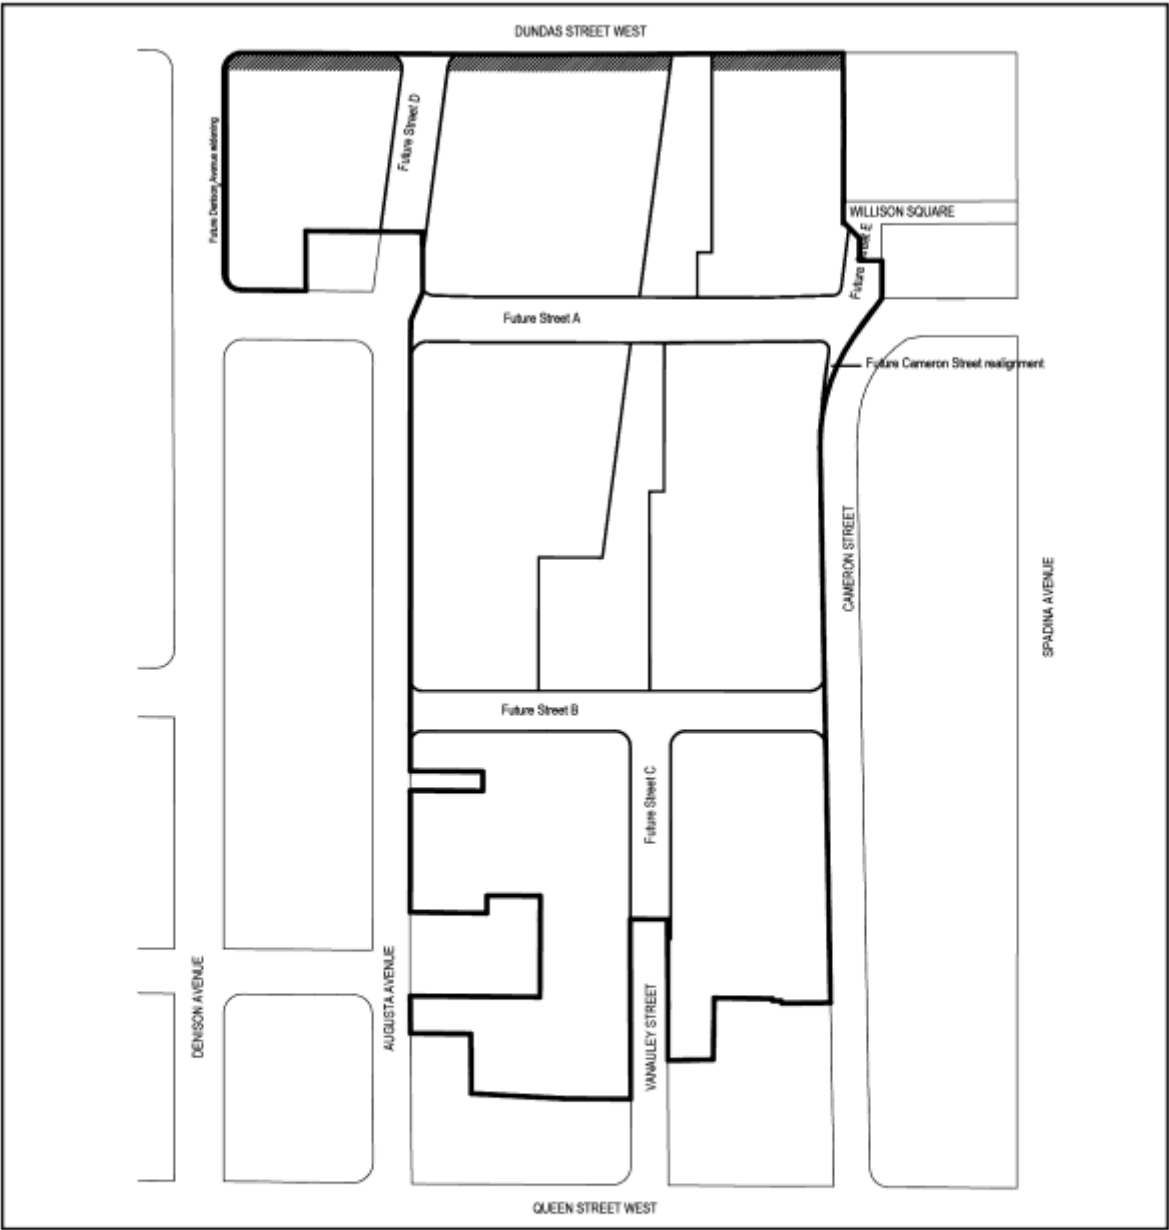 DUNDAS STREET WEST
Future Street D
Future Denison Avenue widening
WILLISON SQUARE
Future
E
Future Street A
Future Cameron Street realignment
CAMERON STREET
SPADINA AVENUE
Future Street B
Future Street C
DENISON AVENUE
AUGUSTA AVENUE
VANAULEY STREET
QUEEN STREET WEST